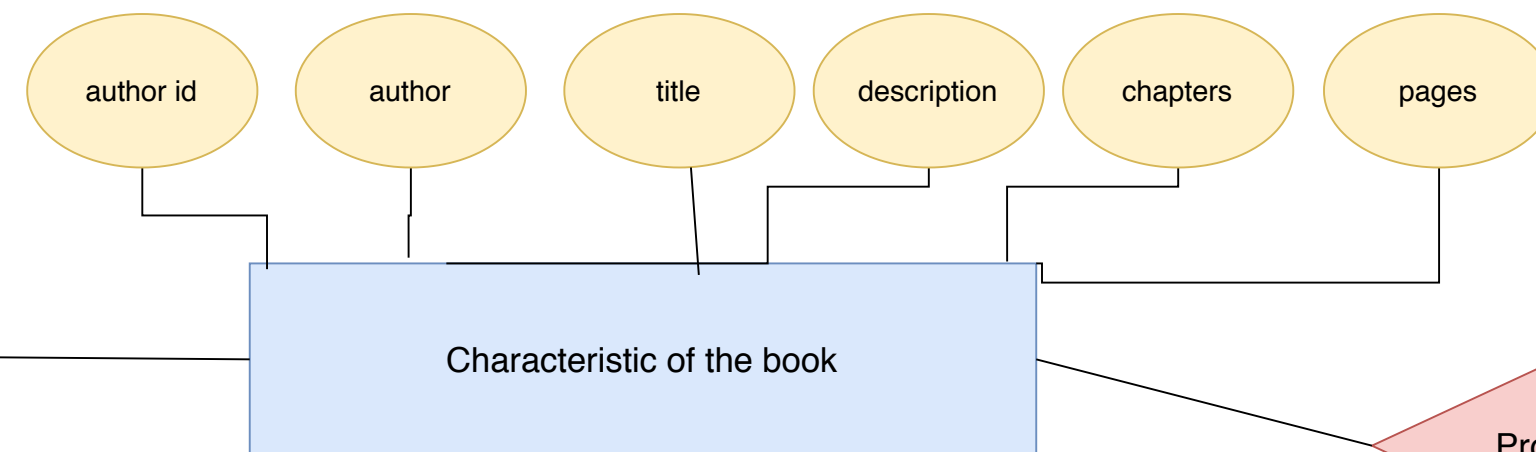 author id
author
title
description
chapters
pages
Characteristic of the book